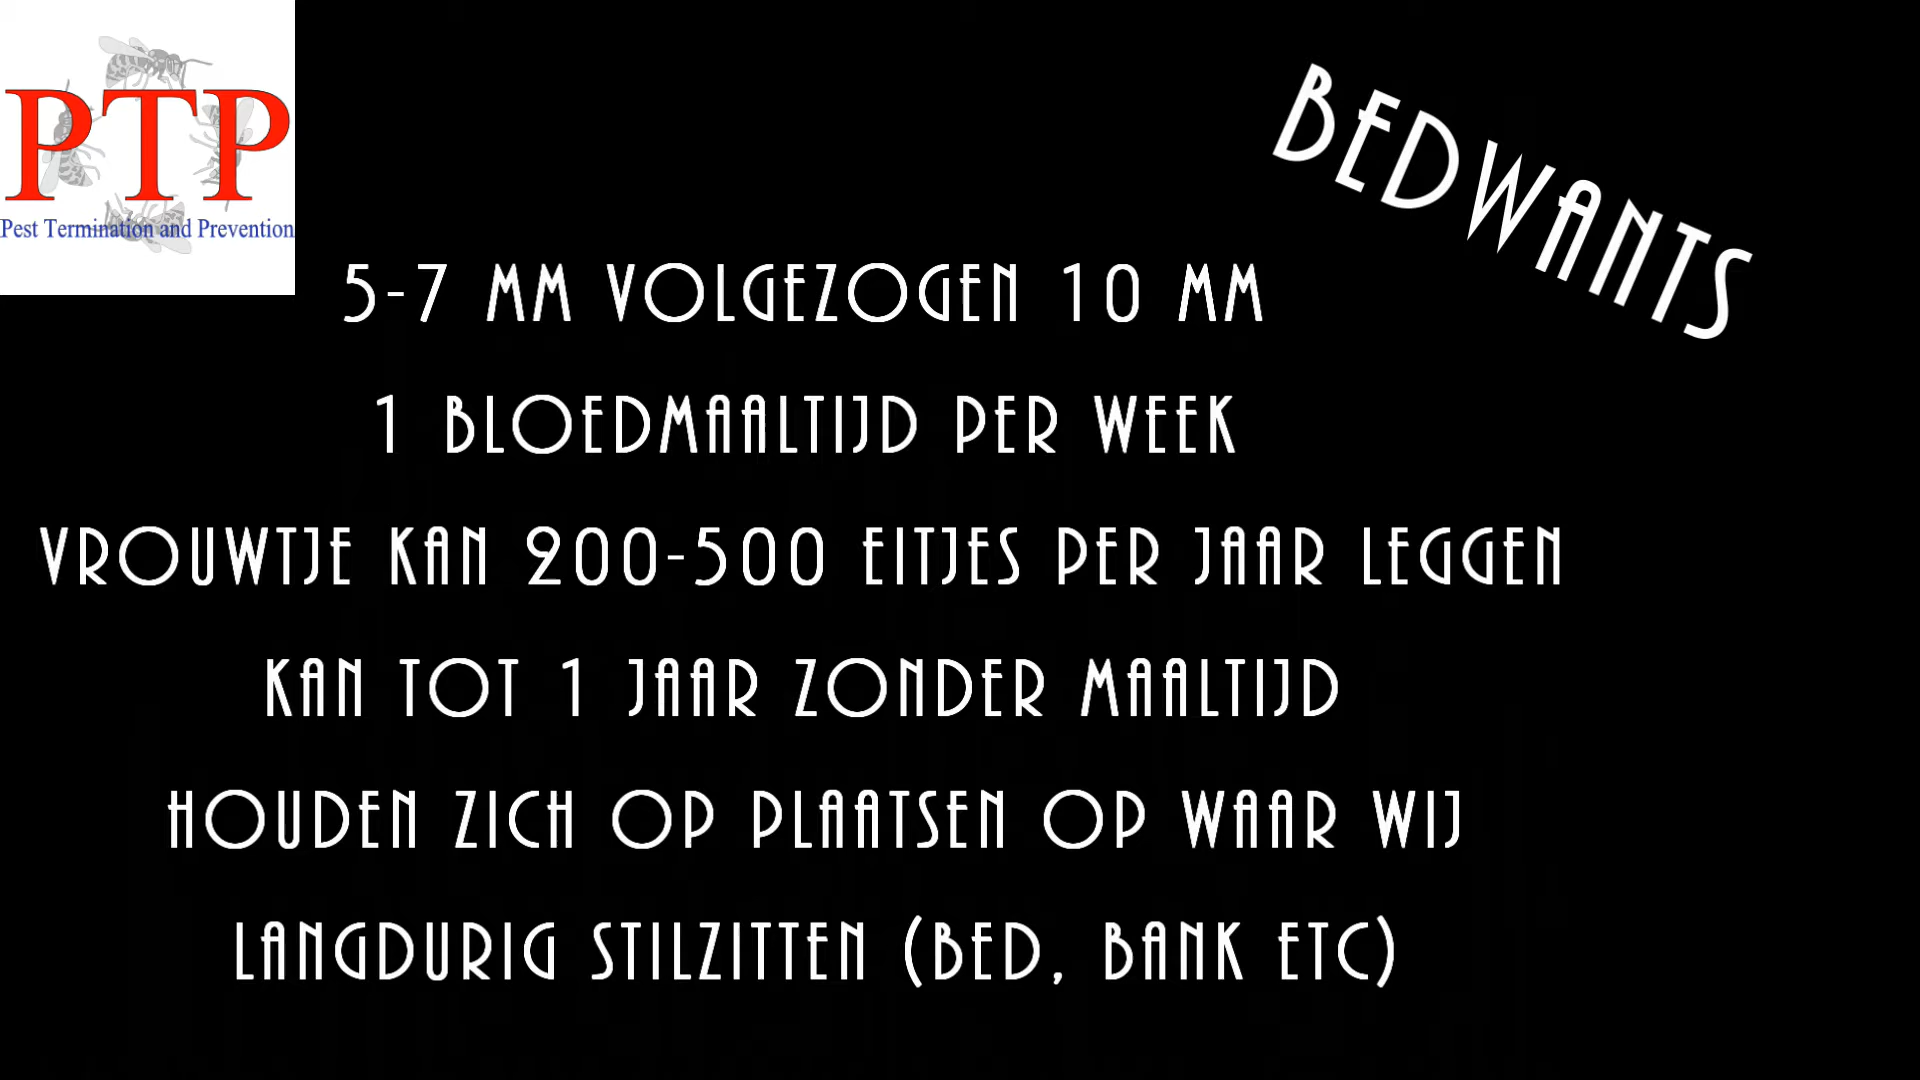 PTP
Pest Termination and Prevention
BEDWANTS
5-7 MM VOLGEZOGEN 10 MM
1 BLOEDMAALTIJD PER WEEK
VROUWTJE KAN 200-500 EITJES PER JAAR LEGGEN
KAN TOT 1 JAAR ZONDER MAALTIJD
HOUDEN ZICH OP PLAATSEN OP WAAR WIJ
LANGDURIG STILZITTEN (BED, BANK ETC)